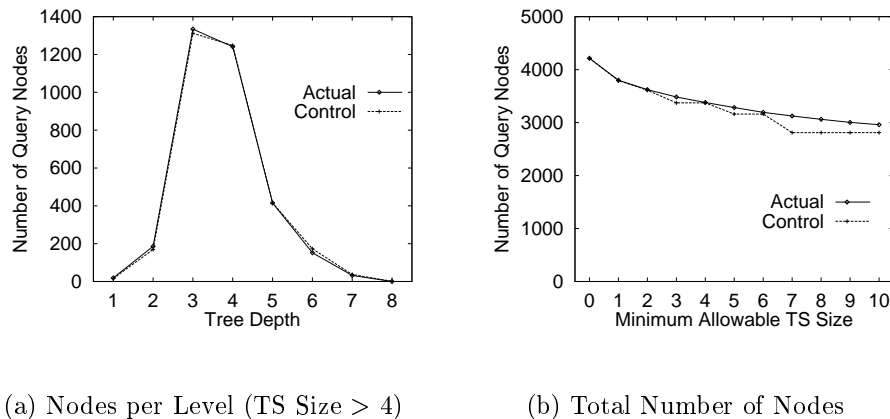 Number of Query Nodes
1400
1200
1000
800
600
400
200
0
Actual
Control
1 2 3 4 5 6 7 8
Tree Depth
(a) Nodes per Level (TS Size > 4)
Number of Query Nodes
5000
4000
3000
2000
1000
0
Actual
Control
0 1 2 3 4 5 6 7 8 9 10
Minimum Allowable TS Size
(b) Total Number of Nodes